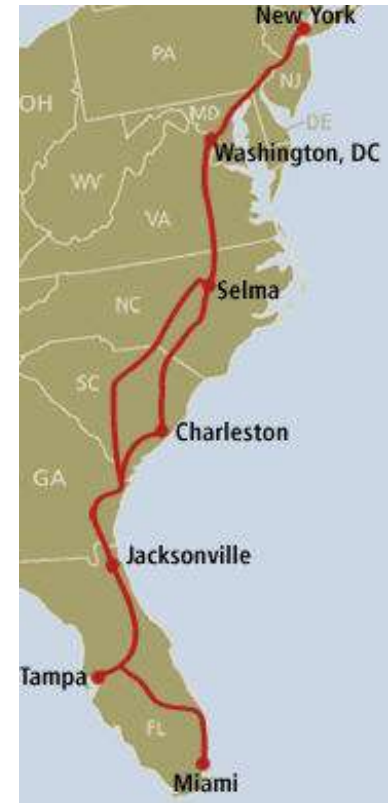 New York
PA
NJ
OH
MD
DE
Washington, DC
WV
VA
Selma
NC
SC
Charleston
GA
Jacksonville
Tampa
FL
Miami